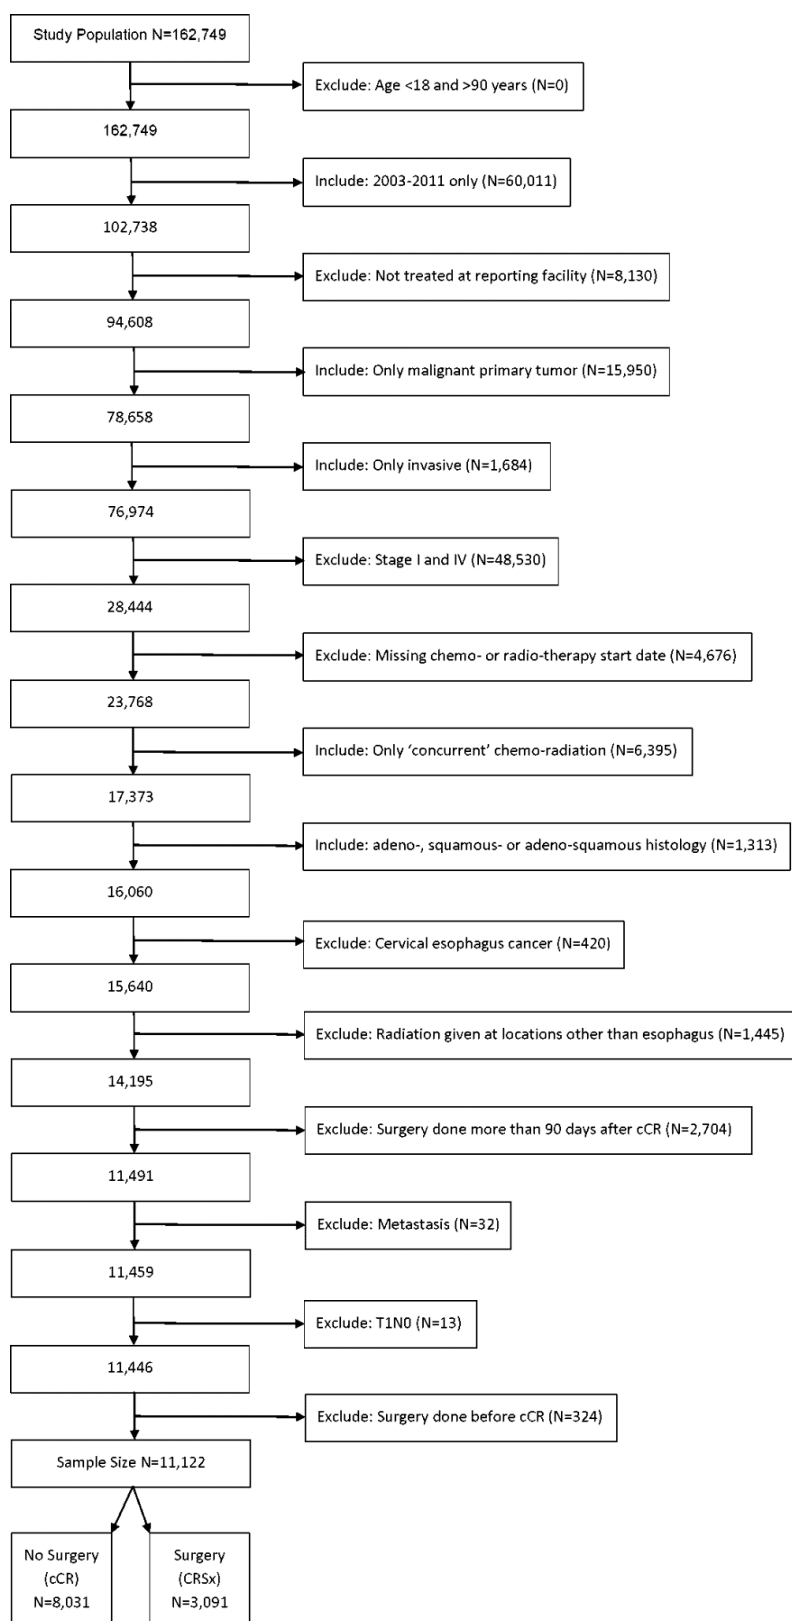 Study Population N=162,749
Exclude: Age <18 and >90 years (N=0)
162,749
Include: 2003-2011 only (N=60,011)
102,738
Exclude: Not treated at reporting facility (N=8,130)
94,608
Include: Only malignant primary tumor (N=15,950)
78,658
Include: Only invasive (N=1,684)
76,974
Exclude: Stage I and IV (N=48,530)
28,444
Exclude: Missing chemo- or radio-therapy start date (N=4,676)
23,768
Include: Only ‘concurrent’ chemo-radiation (N=6,395)
17,373
Include: adeno-, squamous- or adeno-squamous histology (N=1,313)
16,060
Exclude: Cervical esophagus cancer (N=420)
15,640
Exclude: Radiation given at locations other than esophagus (N=1,445)
14,195
Exclude: Surgery done more than 90 days after cCR (N=2,704)
11,491
Exclude: Metastasis (N=32)
11,459
Exclude: T1N0 (N=13)
11,446
Exclude: Surgery done before cCR (N=324)
Sample Size N=11,122
No Surgery
(cCR)
N=8,031
Surgery
(CRSx)
N=3,091